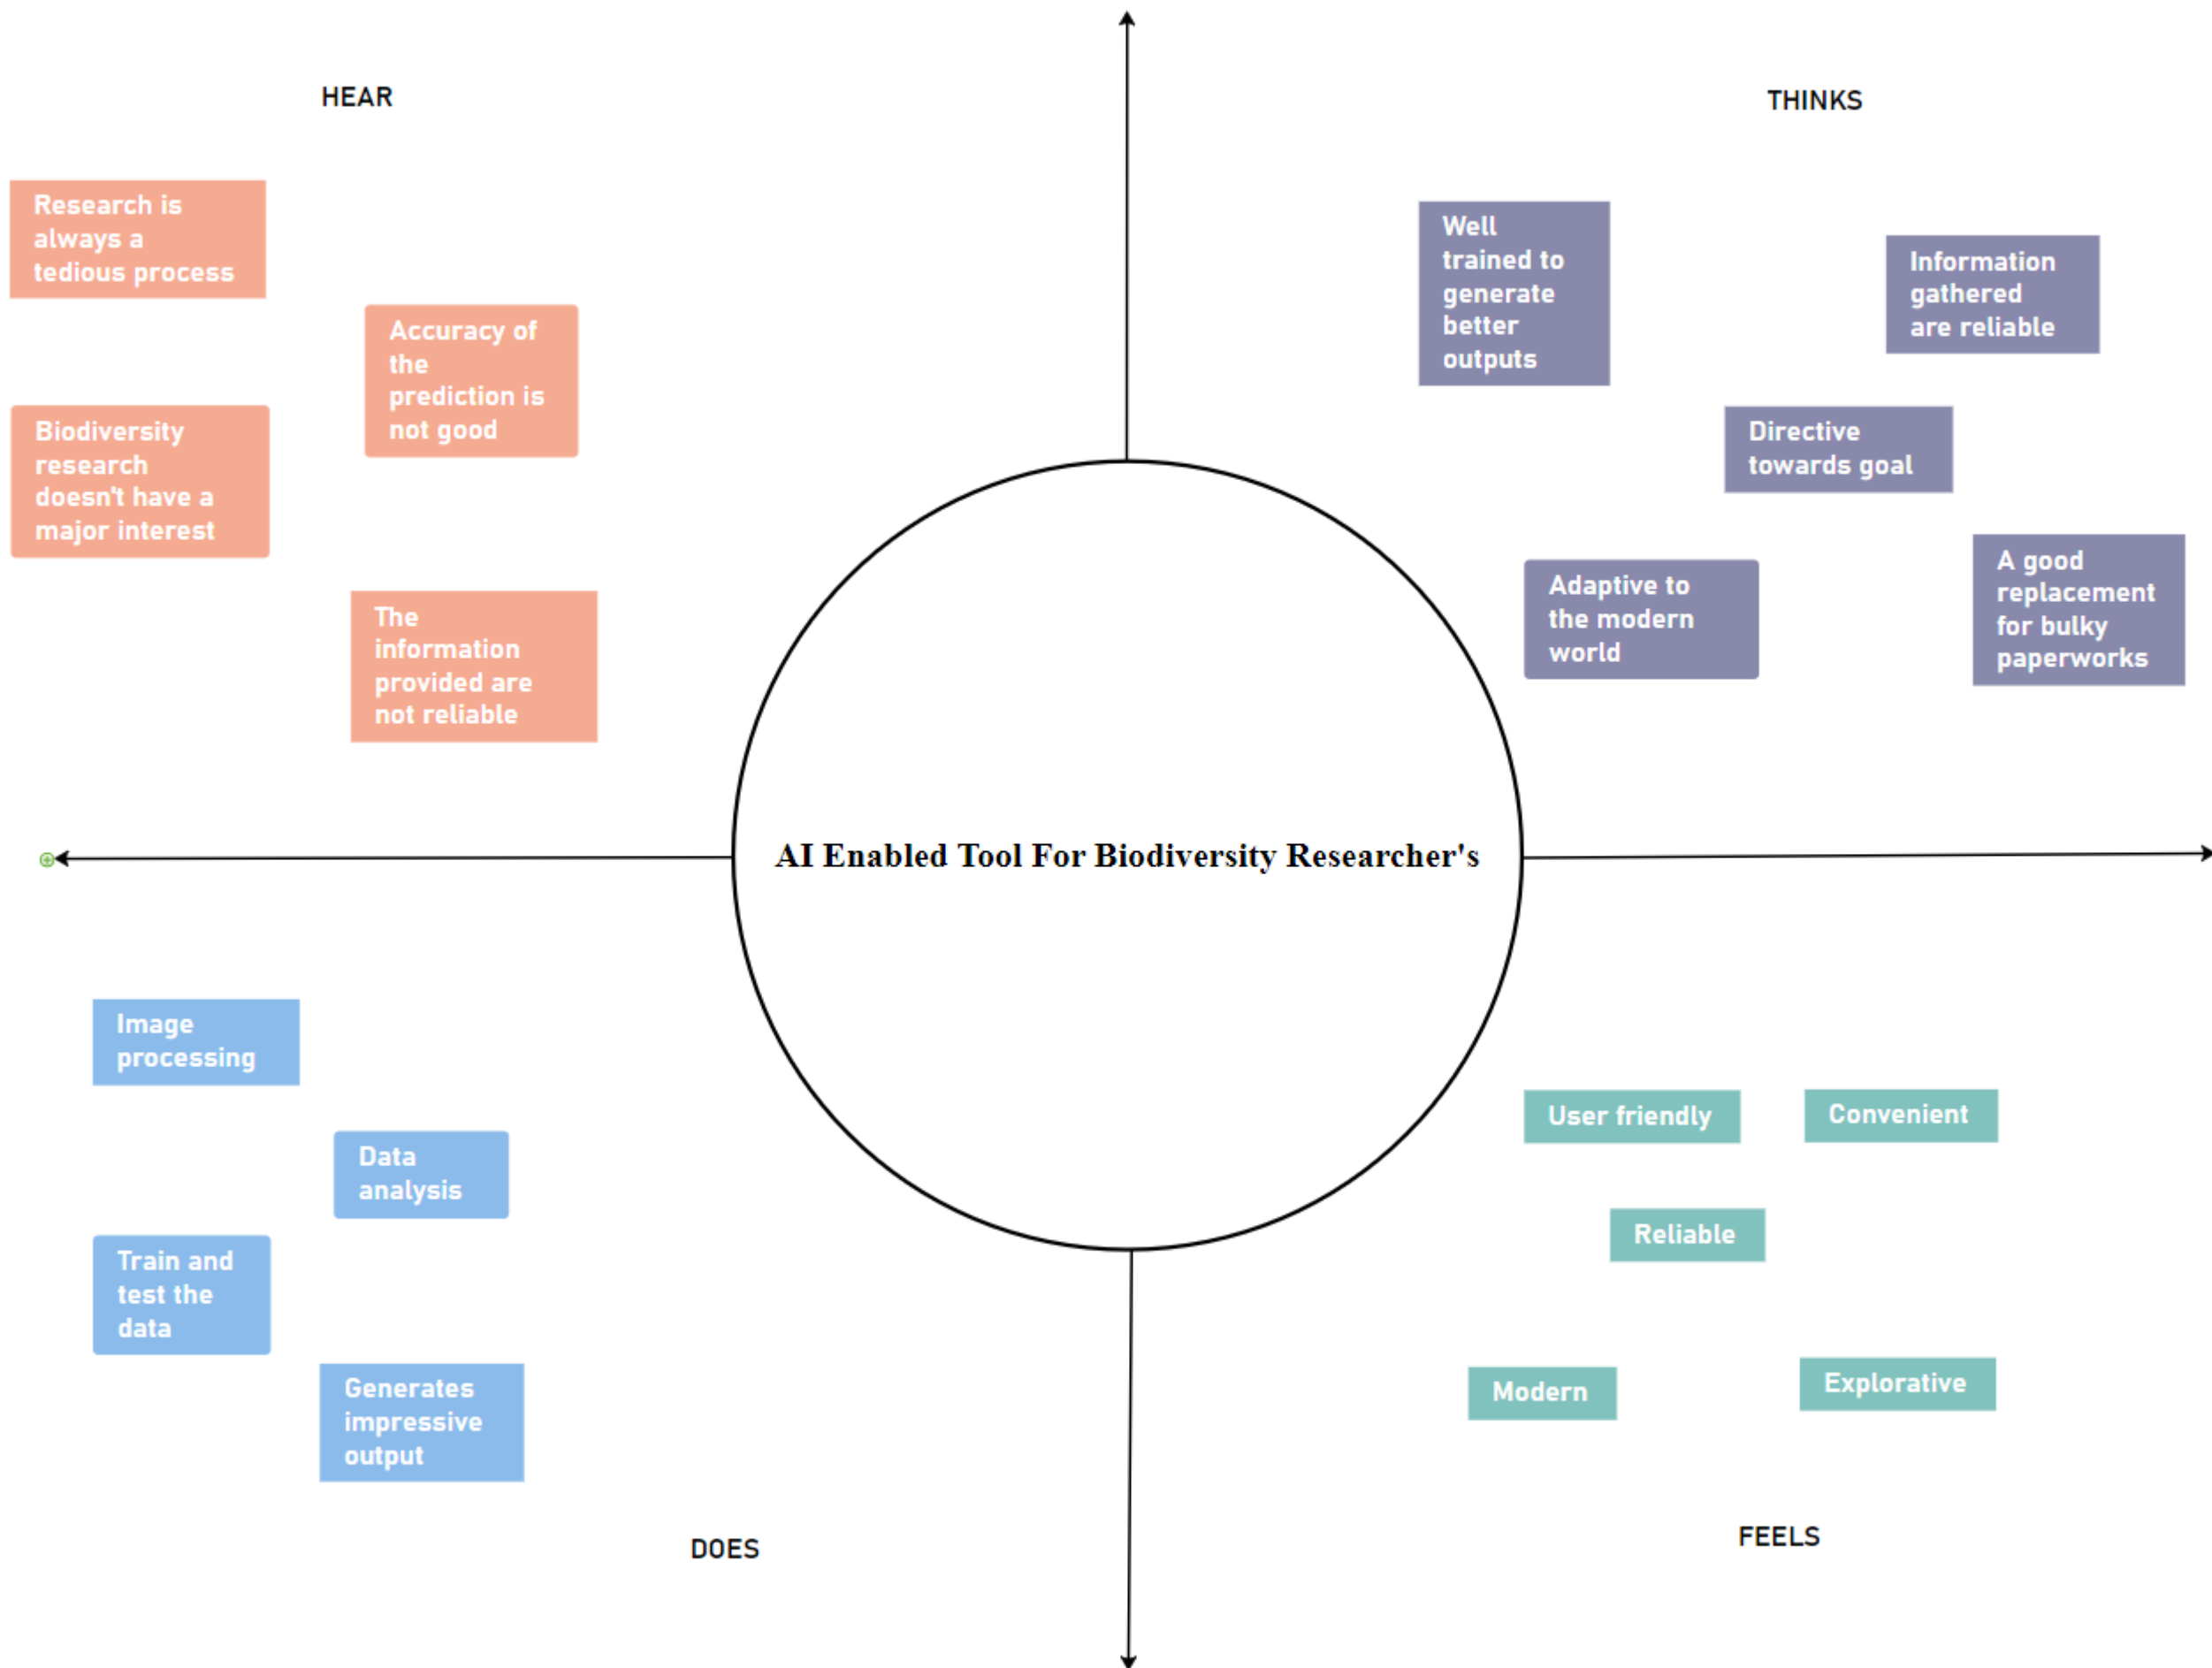 HEAR
Research is
always a
tedious process
Accuracy of
the
prediction is
not good
Biodiversity
research
doesn't have a
major interest
The
information
provided are
not reliable
THINKS
Well
trained to
generate
better
outputs
Information
gathered
are reliable
Directive
towards goal
Adaptive to
the modern
world
A good
replacement
for bulky
paperworks
AI Enabled Tool For Biodiversity Researcher's
Image
processing
Data
analysis
Train and
test the
data
Generates
impressive
output
DOES
User friendly
Convenient
Reliable
Modern
Explorative
FEELS